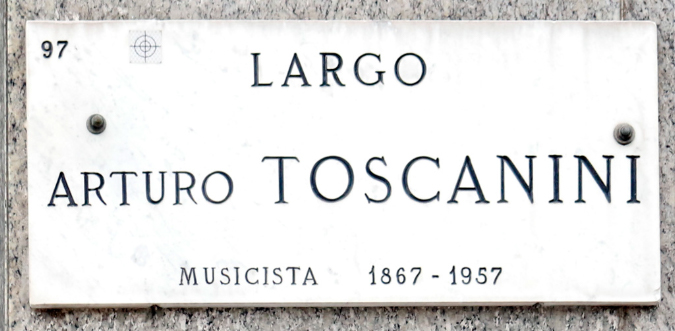 97
LARGO
ARTURO TOSCANINI
MUSICISTA 1867 - 1957